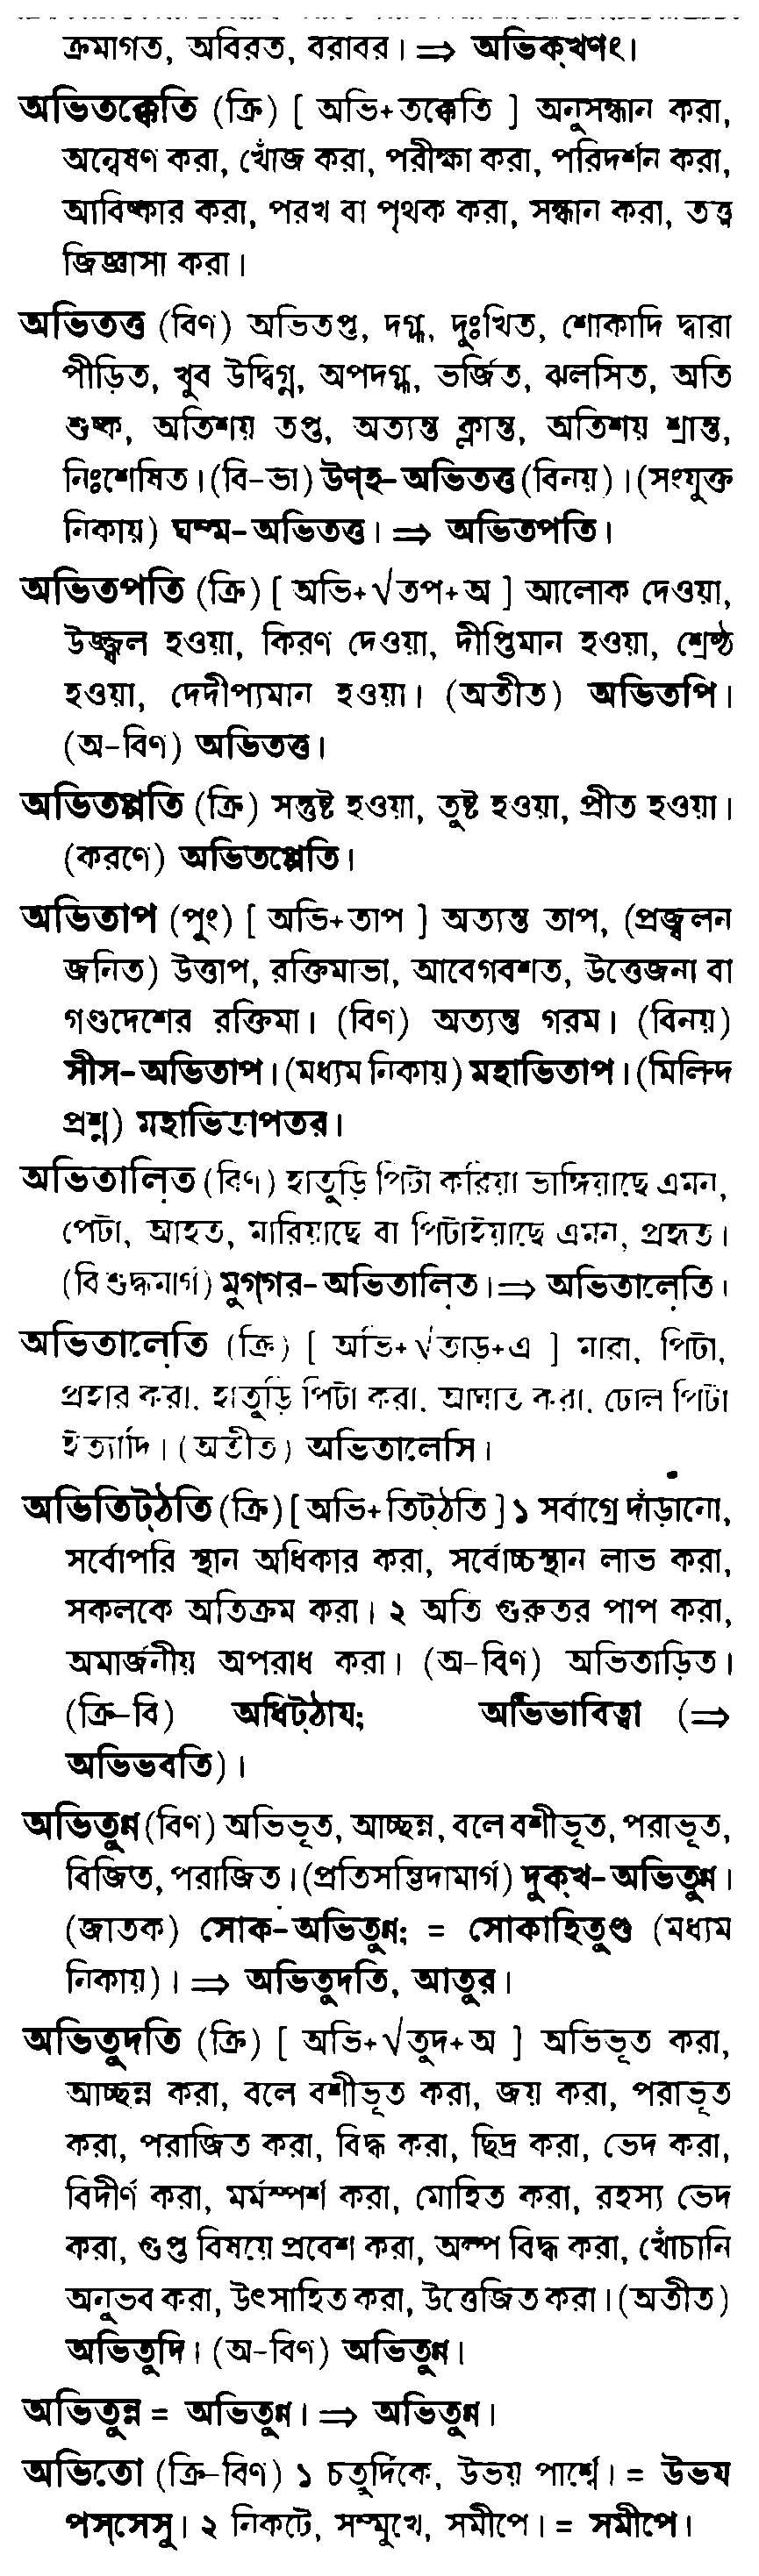 ক্রমাগত, অবিরত, বরাবর। ⇒ অভিক্খণং।
অভিতক্কেতি (ক্রি) [ অভি+তক্কেতি ] অনুসন্ধান করা,
অন্বেষণ করা, খোঁজ করা, পরীক্ষা করা, পরিদর্শন করা,
আবিষ্কার করা, পরখ বা পৃথক করা, সন্ধান করা, তত্ত্ব
জিজ্ঞাসা করা।
অভিতত্ত (বিণ) অভিতপ্ত, দগ্ধ, দুঃখিত, শোকাদি দ্বারা
পীড়িত, খুব উদ্বিগ্ন, অপদগ্ধ, ভর্জিত, ঝলসিত, অতি
শুষ্ক, অতিশয় তপ্ত, অত্যন্ত ক্লান্ত, অতিশয় শ্রান্ত,
নিঃশেষিত। (বি-ভা) উণ্হ-অভিতত্ত (বিনয়)। (সংযুক্ত
নিকায়) ঘম্ম-অভিতত্ত। ⇒ অভিতপতি।
অভিতপতি (ক্রি) [ অভি+√তপ+অ ] আলোক দেওয়া,
উজ্জ্বল হওয়া, কিরণ দেওয়া, দীপ্তিমান হওয়া, শ্রেষ্ঠ
হওয়া, দেদীপ্যমান হওয়া। (অতীত) অভিতপি।
(অ-বিণ) অভিতত্ত।
অভিতপ্পতি (ক্রি) সন্তুষ্ট হওয়া, তুষ্ট হওয়া, প্রীত হওয়া।
(করণে) অভিতপ্পেতি।
অভিতাপ (পুং) [ অভি+তাপ ] অত্যন্ত তাপ, (প্রজ্বলন
জনিত) উত্তাপ, রক্তিমাভা, আবেগবশত, উত্তেজনা বা
গণ্ডদেশের রক্তিমা। (বিণ) অত্যন্ত গরম। (বিনয়)
সীস-অভিতাপ। (মধ্যম নিকায়) মহাভিতাপ। (মিলিন্দ
প্রশ্ন) মহাভিতাপতর।
অভিতালিত (বিণ) হাতুড়ি পিটা করিয়া ভাঙ্গিয়াছে এমন,
পেটা, আহত, মারিয়াছে বা পিটাইয়াছে এমন, প্রহৃত।
(বিশুদ্ধমার্গ) মুগ্গর-অভিতালিত। ⇒ অভিতালেতি।
অভিতালেতি (ক্রি) [ অভি+√তাড়+এ ] মারা, পিটা,
প্রহার করা, হাতুড়ি পিটা করা, আঘাত করা, ঢোল পিটা
ইত্যাদি। (অতীত) অভিতালেসি।
অভিতিট্ঠতি (ক্রি) [ অভি+তিট্ঠতি ] ১ সর্বাগ্রে দাঁড়ানো,
সর্বোপরি স্থান অধিকার করা, সর্বোচ্চস্থান লাভ করা,
সকলকে অতিক্রম করা। ২ অতি গুরুতর পাপ করা,
অমার্জনীয় অপরাধ করা। (অ-বিণ) অভিতাড়িত।
(ক্রি-বি) অধিট্ঠায; অভিভাবিত্বা (⇒
অভিভবতি)।
অভিতুণ্ণ (বিণ) অভিভূত, আচ্ছন্ন, বলে বশীভূত, পরাভূত,
বিজিত, পরাজিত। (প্রতিসম্ভিদামার্গ) দুক্খ-অভিতুণ্ণ।
(জাতক) সোক-অভিতুণ্ণ; = সোকাহিতুণ্ড (মধ্যম
নিকায়)। ⇒ অভিতুদতি, আতুর।
অভিতুদতি (ক্রি) [ অভি+√তুদ+অ ] অভিভূত করা,
আচ্ছন্ন করা, বলে বশীভূত করা, জয় করা, পরাভূত
করা, পরাজিত করা, বিদ্ধ করা, ছিদ্র করা, ভেদ করা,
বিদীর্ণ করা, মর্মস্পর্শ করা, মোহিত করা, রহস্য ভেদ
করা, গুপ্ত বিষয়ে প্রবেশ করা, অল্প বিদ্ধ করা, খোঁচানি
অনুভব করা, উৎসাহিত করা, উত্তেজিত করা। (অতীত)
অভিতুদি। (অ-বিণ) অভিতুণ্ণ।
অভিতুন্ন = অভিতুণ্ণ। ⇒ অভিতুণ্ণ।
অভিতো (ক্রি-বিণ) ১ চতুর্দিকে, উভয় পার্শ্বে। = উভয
পস্সেসু। ২ নিকটে, সম্মুখে, সমীপে। = সমীপে।